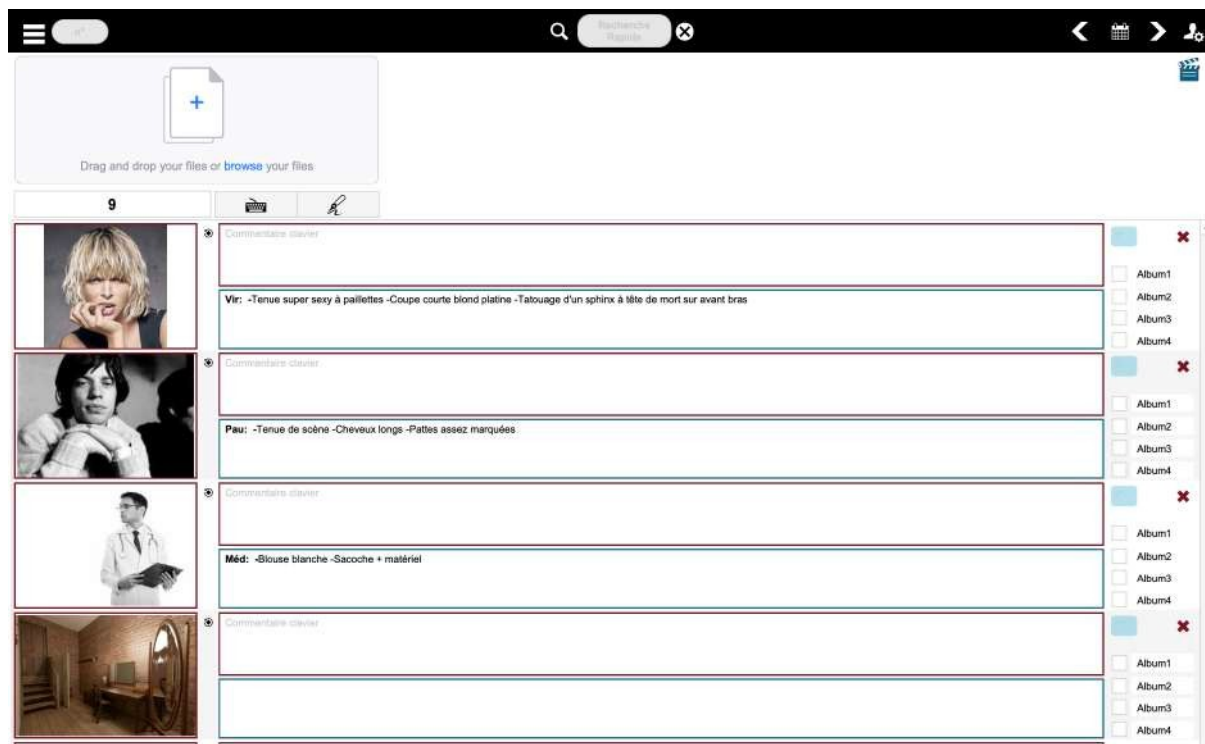 n°
Recherche
Rapide
Drag and drop your files or browse your files
9
Commentaire clavier
Album1
Vir: -Tenue super sexy à paillettes -Coupe courte blond platine -Tatouage d'un sphinx à tête de mort sur avant bras
Album2
Album3
Album4
Commentaire clavier
Album1
Pau: -Tenue de scène -Cheveux longs -Pattes assez marquées
Album2
Album3
Album4
Commentaire clavier
Album1
Méd: -Blouse blanche -Sacoche + matériel
Album2
Album3
Album4
Commentaire clavier
Album1
Album2
Album3
Album4